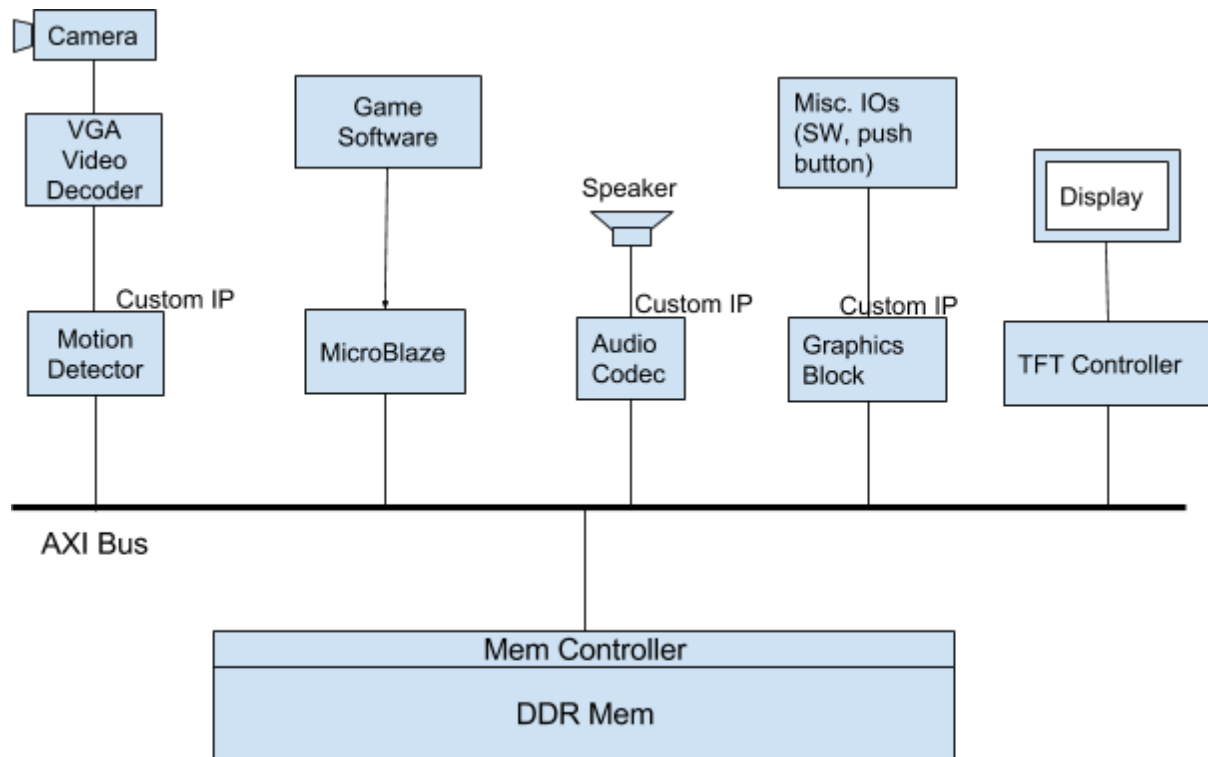 Camera
VGA
Video
Decoder
Custom IP
Motion
Detector
Game
Software
MicroBlaze
Speaker
Custom IP
Audio
Codec
Misc. IOs
(SW, push
button)
Custom IP
Graphics
Block
Display
TFT Controller
AXI Bus
Mem Controller
DDR Mem